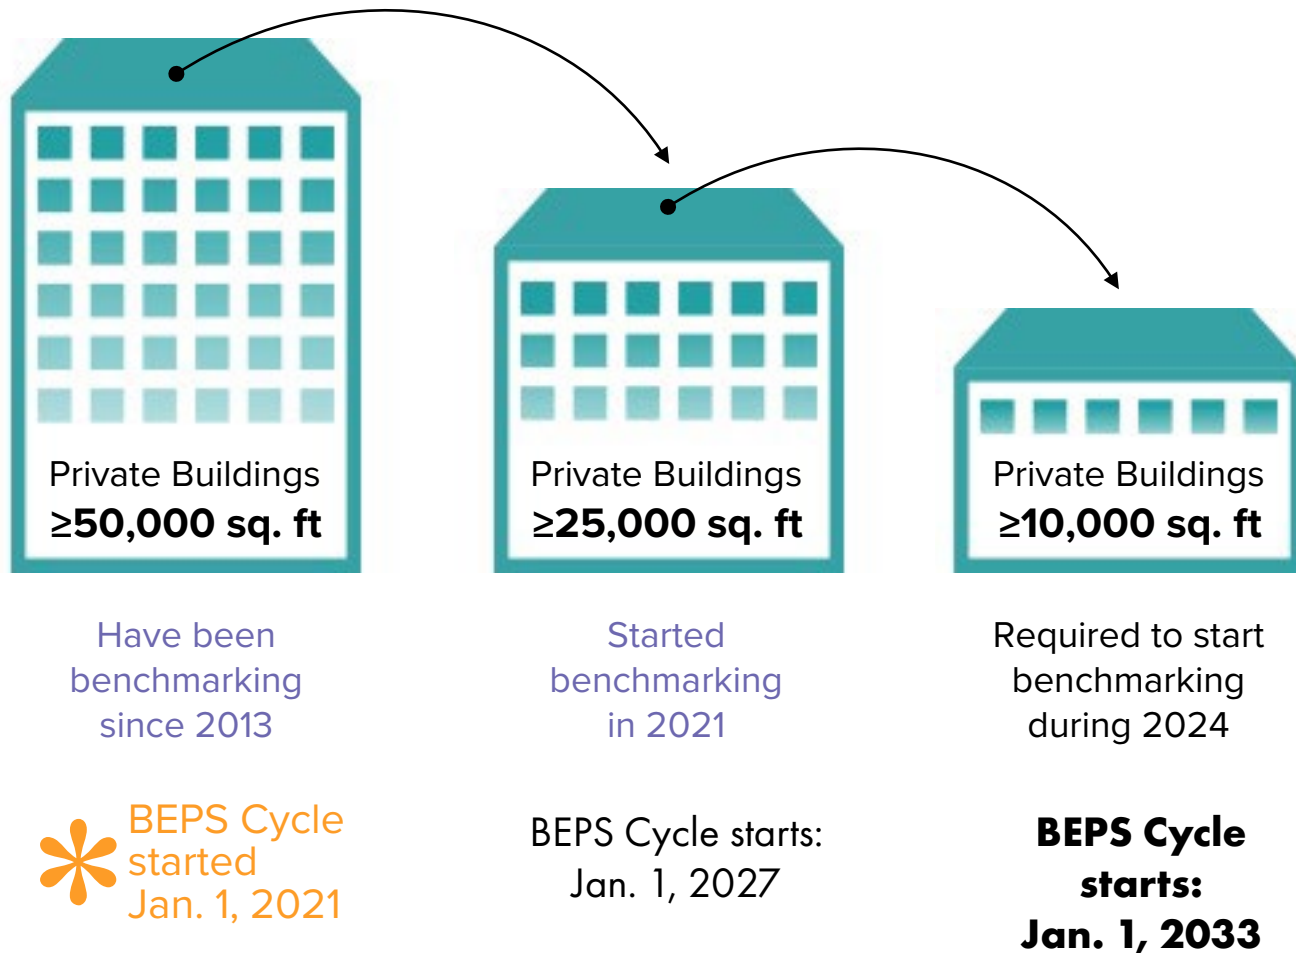 Private Buildings
≥50,000 sq. ft
Have been
benchmarking
since 2013
BEPS Cycle
started
Jan. 1, 2021
Private Buildings
≥25,000 sq. ft
Started
benchmarking
in 2021
BEPS Cycle starts:
Jan. 1, 2027
Private Buildings
≥10,000 sq. ft
Required to start
benchmarking
during 2024
BEPS Cycle
starts:
Jan. 1, 2033